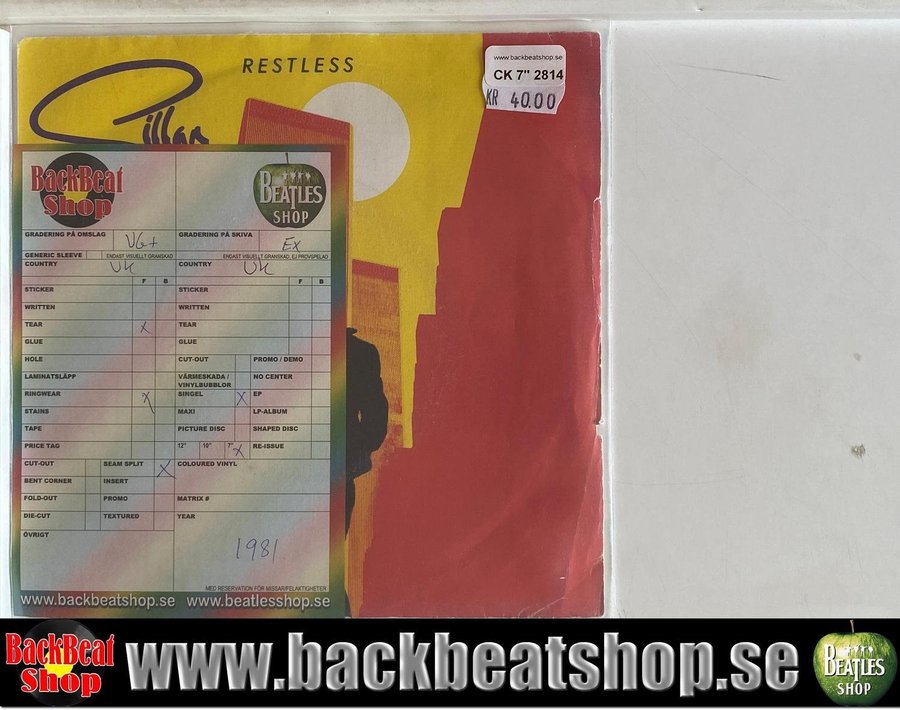 RESTLESS
Gillan
www.backbeatshop.se
CK 7" 2814
KR 40.00
BackBeat
Shop
BEATLES
SHOP
GRADERING PÅ OMSLAG VG+ GRADERING PÅ SKIVA EX
GENERIC SLEEVE ENDAST VISUELLT GRANSKAD ENDAST VISUELLT GRANSKAD, EJ PROVSPELAD
COUNTRY UK COUNTRY UK
F B F B
STICKER STICKER
WRITTEN WRITTEN
TEAR X TEAR
GLUE GLUE
HOLE CUT-OUT PROMO / DEMO
LAMINATSLÄPP VÄRMESKADA / VINYLBUBBLOR NO CENTER
RINGWEAR X SINGEL X EP
STAINS MAXI LP-ALBUM
TAPE PICTURE DISC SHAPED DISC
PRICE TAG 12" 10" 7" X RE-ISSUE
CUT-OUT SEAM SPLIT X COLOURED VINYL
BENT CORNER INSERT
FOLD-OUT PROMO MATRIX #
DIE-CUT TEXTURED YEAR
ÖVRIGT
1981
MED RESERVATION FÖR MISSAR/FELAKTIGHETER
www.backbeatshop.se www.beatlesshop.se
BackBeat
Shop
www.backbeatshop.se
BEATLES
SHOP